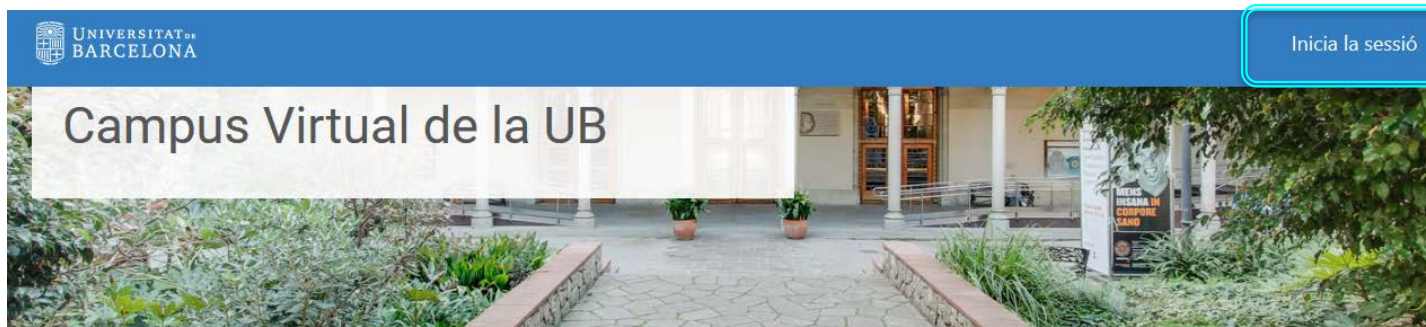 UNIVERSITAT DE
BARCELONA
Inicia la sessió
Campus Virtual de la UB
MENS
INSANA IN
CORPORE
SANO